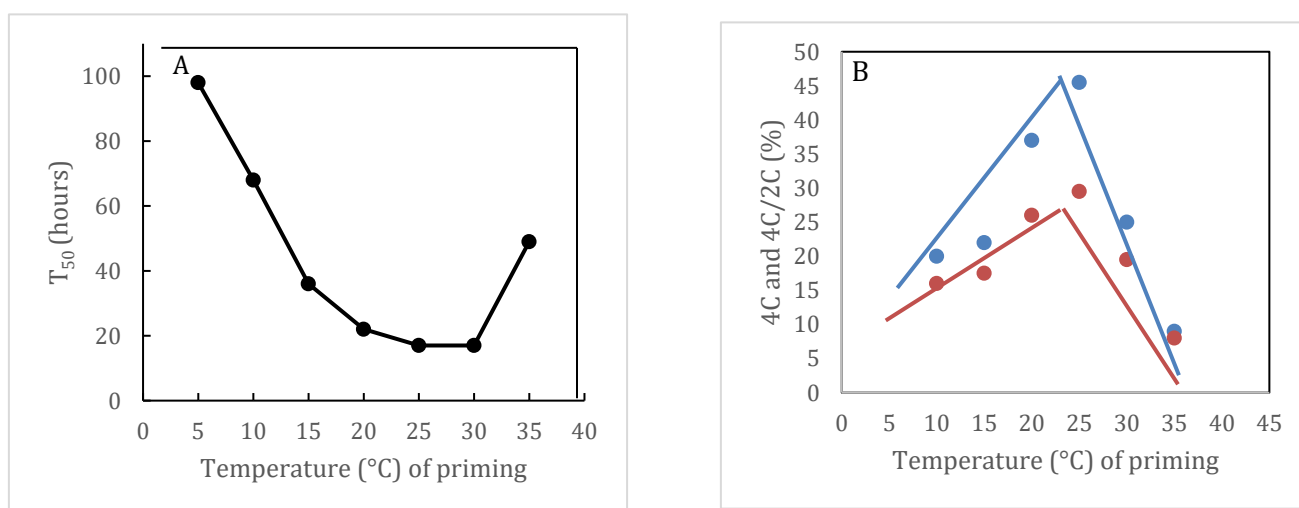 A
100
80
60
40
20
0
0 5 10 15 20 25 30 35 40
T50 (hours)
Temperature (°C) of priming
B
50
45
40
35
30
25
20
15
10
5
0
0 5 10 15 20 25 30 35 40 45
4C and 4C/2C (%)
Temperature (°C) of priming